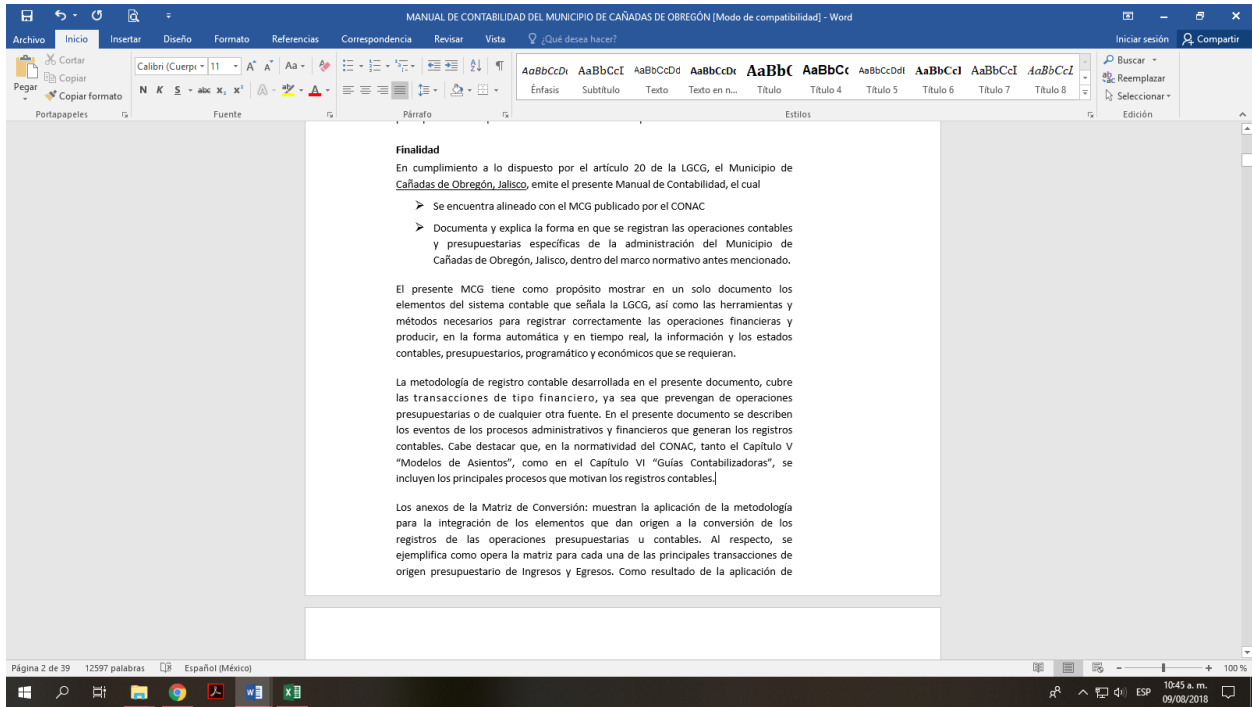 MANUAL DE CONTABILIDAD DEL MUNICIPIO DE CAÑADAS DE OBREGÓN [Modo de compatibilidad] - Word
Archivo Inicio Insertar Diseño Formato Referencias Correspondencia Revisar Vista ¿Qué desea hacer? Iniciar sesión Compartir
Pegar
Cortar
Copiar
Copiar formato
Portapapeles
Calibri (Cuerpo 11
N K S abc x₂ x²
Fuente
Párrafo
AaBbCcDc AaBbCcI AaBbCcDd AaBbCcDc AaBb( AaBbCc AaBbCcDdI AaBbCcI AaBbCcI AaBbCcI
Énfasis Subtítulo Texto Texto en n... Título Título 4 Título 5 Título 6 Título 7 Título 8
Estilos
Buscar
Reemplazar
Seleccionar
Edición
Finalidad
En cumplimiento a lo dispuesto por el artículo 20 de la LGCG, el Municipio de
Cañadas de Obregón, Jalisco, emite el presente Manual de Contabilidad, el cual
➢ Se encuentra alineado con el MCG publicado por el CONAC
➢ Documenta y explica la forma en que se registran las operaciones contables
y presupuestarias específicas de la administración del Municipio de
Cañadas de Obregón, Jalisco, dentro del marco normativo antes mencionado.
El presente MCG tiene como propósito mostrar en un solo documento los
elementos del sistema contable que señala la LGCG, así como las herramientas y
métodos necesarios para registrar correctamente las operaciones financieras y
producir, en la forma automática y en tiempo real, la información y los estados
contables, presupuestarios, programático y económicos que se requieran.
La metodología de registro contable desarrollada en el presente documento, cubre
las transacciones de tipo financiero, ya sea que prevengan de operaciones
presupuestarias o de cualquier otra fuente. En el presente documento se describen
los eventos de los procesos administrativos y financieros que generan los registros
contables. Cabe destacar que, en la normatividad del CONAC, tanto el Capítulo V
“Modelos de Asientos”, como en el Capítulo VI “Guías Contabilizadoras”, se
incluyen los principales procesos que motivan los registros contables.
Los anexos de la Matriz de Conversión: muestran la aplicación de la metodología
para la integración de los elementos que dan origen a la conversión de los
registros de las operaciones presupuestarias u contables. Al respecto, se
ejemplifica como opera la matriz para cada una de las principales transacciones de
origen presupuestario de Ingresos y Egresos. Como resultado de la aplicación de
Página 2 de 39 12597 palabras Español (México) 100 %
ESP
10:45 a. m.
09/08/2018